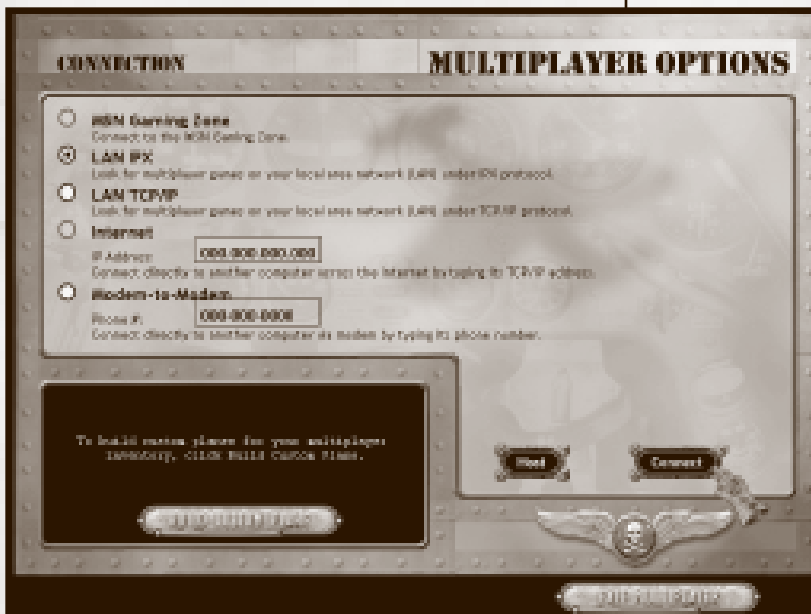 CONNECTION
MULTIPLAYER OPTIONS
MSN Gaming Zone
Connect to the MSN Gaming Zone.
LAN IPX
Look for multiplayer games on your local area network (LAN) under IPX protocol.
LAN TCP/IP
Look for multiplayer games on your local area network (LAN) under TCP/IP protocol.
Internet
IP Address: 000.000.000.000
Connect directly to another computer across the Internet by typing its TCP/IP address.
Modem-to-Modem
Phone #: 000-000-0000
Connect directly to another computer via modem by typing its phone number.
To build custom planes for your multiplayer
inventory, click Build Custom Plane.
Host
Connect